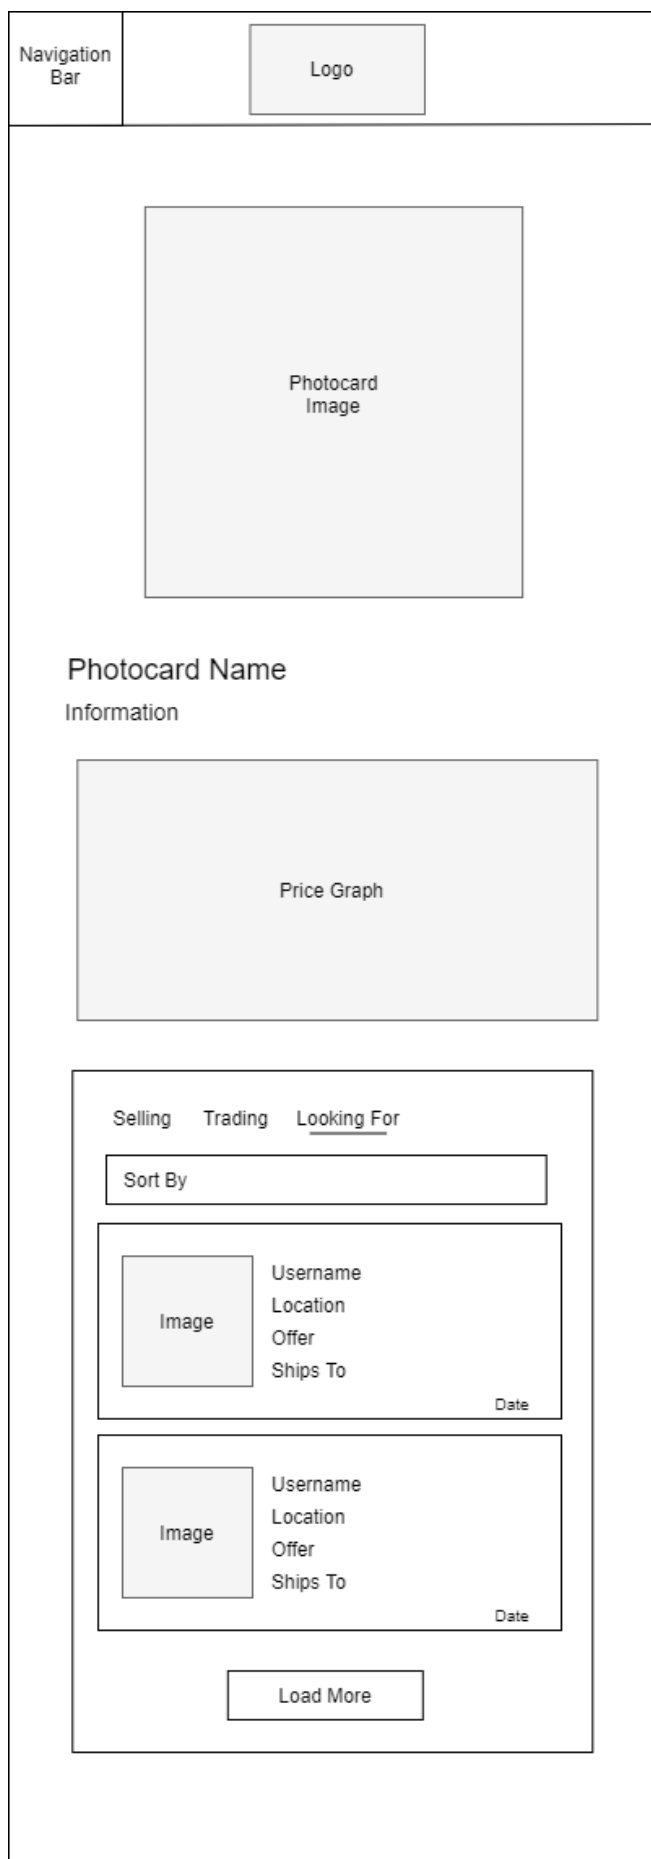 Navigation
Bar
Logo
Photocard
Image
Photocard Name
Information
Price Graph
Selling Trading Looking For
Sort By
Image
Username
Location
Offer
Ships To
Date
Image
Username
Location
Offer
Ships To
Date
Load More